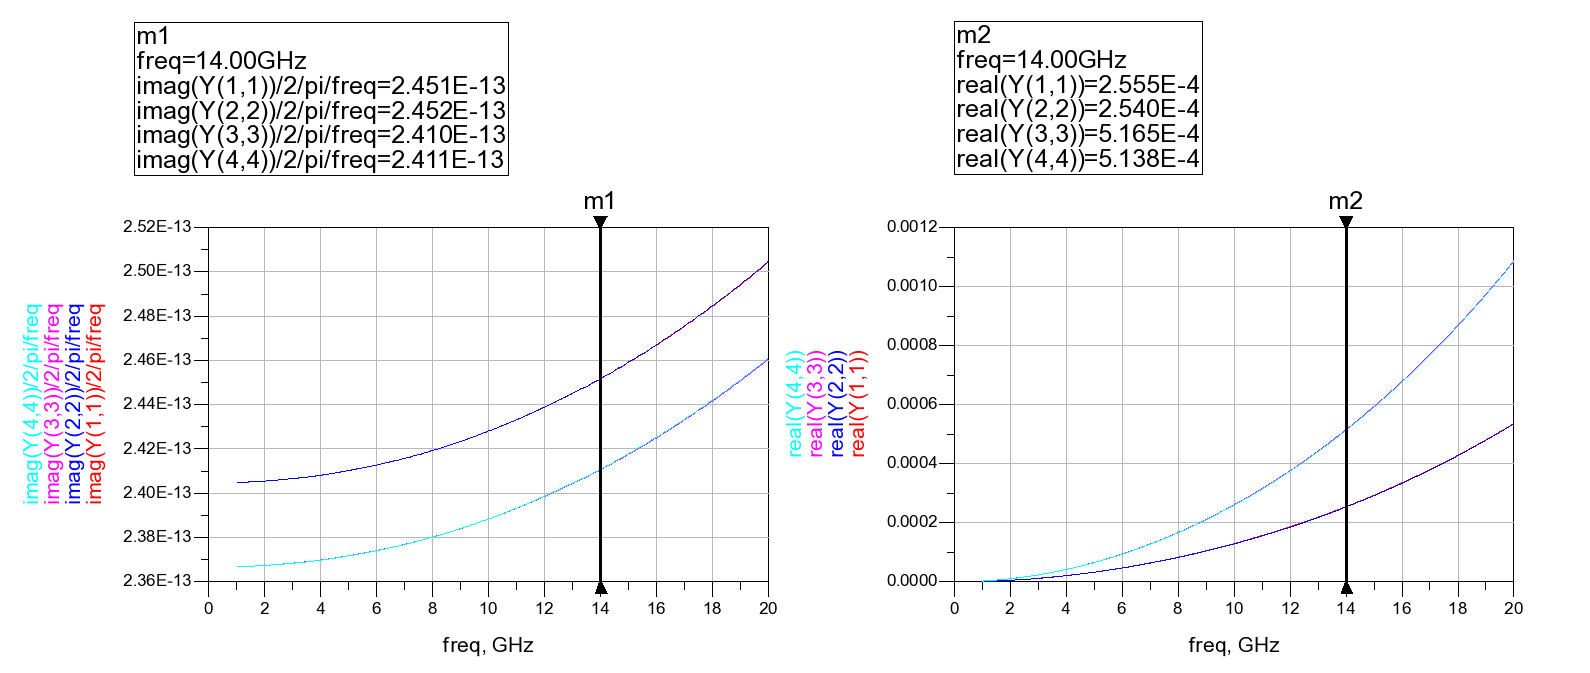 m1
freq=14.00GHz
imag(Y(1,1))/2/pi/freq=2.451E-13
imag(Y(2,2))/2/pi/freq=2.452E-13
imag(Y(3,3))/2/pi/freq=2.410E-13
imag(Y(4,4))/2/pi/freq=2.411E-13
m1
2.52E-13
2.50E-13
2.48E-13
2.46E-13
2.44E-13
2.42E-13
2.40E-13
2.38E-13
2.36E-13
imag(Y(4,4))/2/pi/freq
imag(Y(3,3))/2/pi/freq
imag(Y(2,2))/2/pi/freq
imag(Y(1,1))/2/pi/freq
0 2 4 6 8 10 12 14 16 18 20
freq, GHz
m2
freq=14.00GHz
real(Y(1,1))=2.555E-4
real(Y(2,2))=2.540E-4
real(Y(3,3))=5.165E-4
real(Y(4,4))=5.138E-4
m2
0.0012
0.0010
0.0008
0.0006
0.0004
0.0002
0.0000
real(Y(4,4))
real(Y(3,3))
real(Y(2,2))
real(Y(1,1))
0 2 4 6 8 10 12 14 16 18 20
freq, GHz